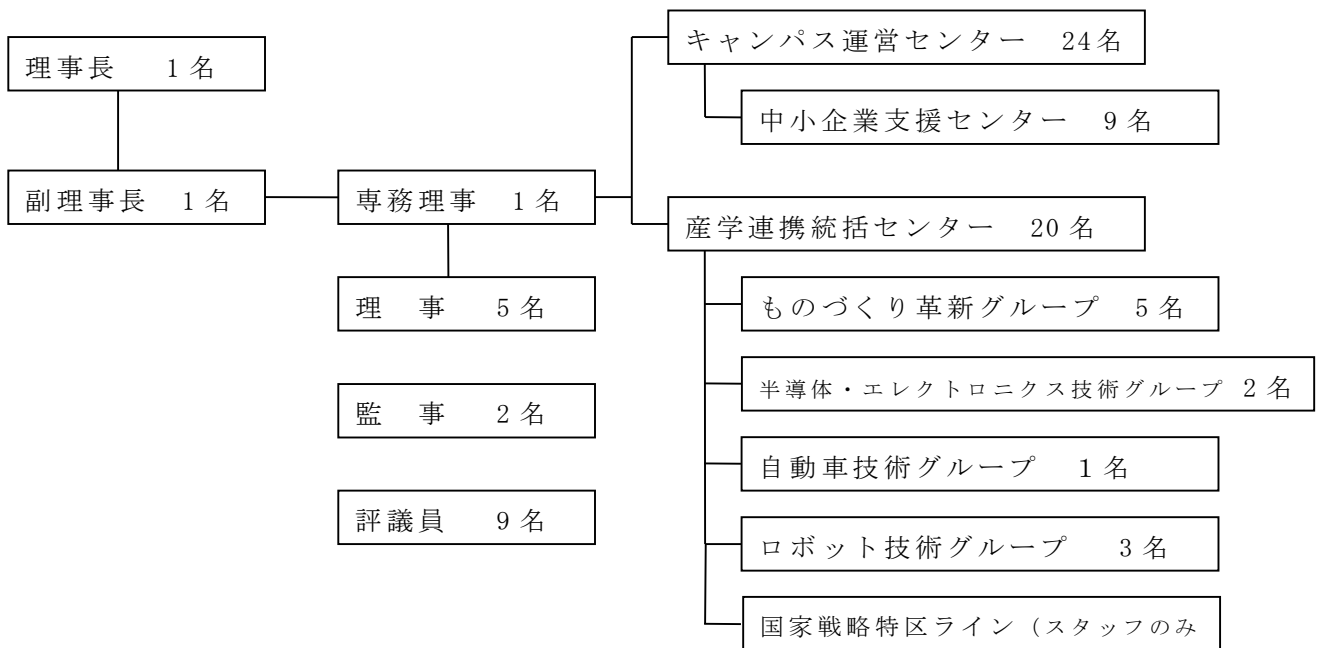 理事長 1名
副理事長 1名
専務理事 1名
理 事 5名
監 事 2名
評議員 9名
キャンパス運営センター 24名
中小企業支援センター 9名
産学連携統括センター 20名
ものづくり革新グループ 5名
半導体・エレクトロニクス技術グループ 2名
自動車技術グループ 1名
ロボット技術グループ 3名
国家戦略特区ライン（スタッフのみ